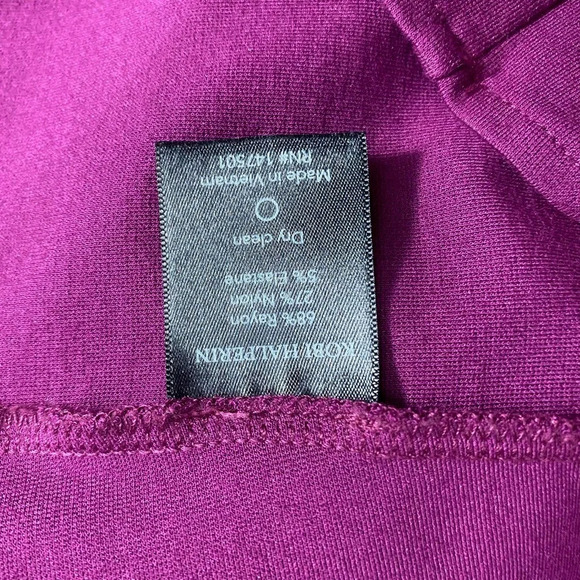 KOBI HALPERIN
68% Rayon
27% Nylon
5% Elastane
Dry clean
Made in Vietnam
RN# 147501